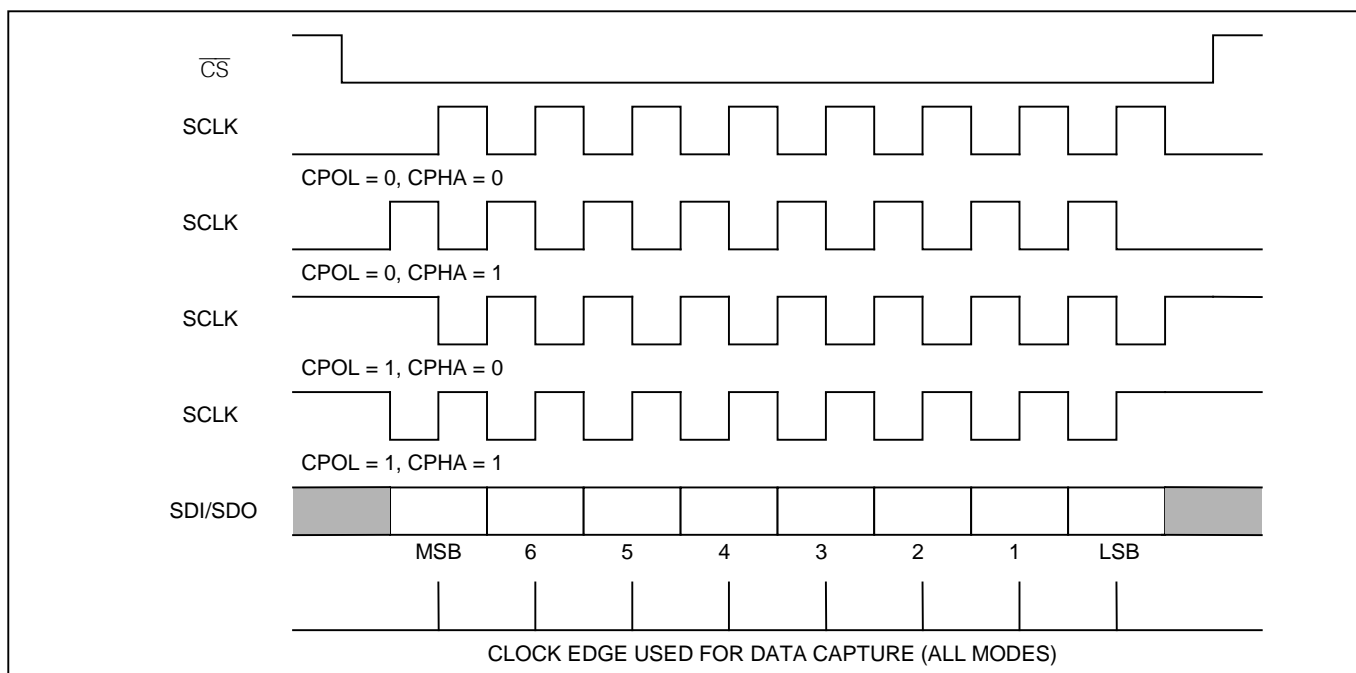 C̅S̅
SCLK
CPOL = 0, CPHA = 0
SCLK
CPOL = 0, CPHA = 1
SCLK
CPOL = 1, CPHA = 0
SCLK
CPOL = 1, CPHA = 1
SDI/SDO
MSB 6 5 4 3 2 1 LSB
CLOCK EDGE USED FOR DATA CAPTURE (ALL MODES)